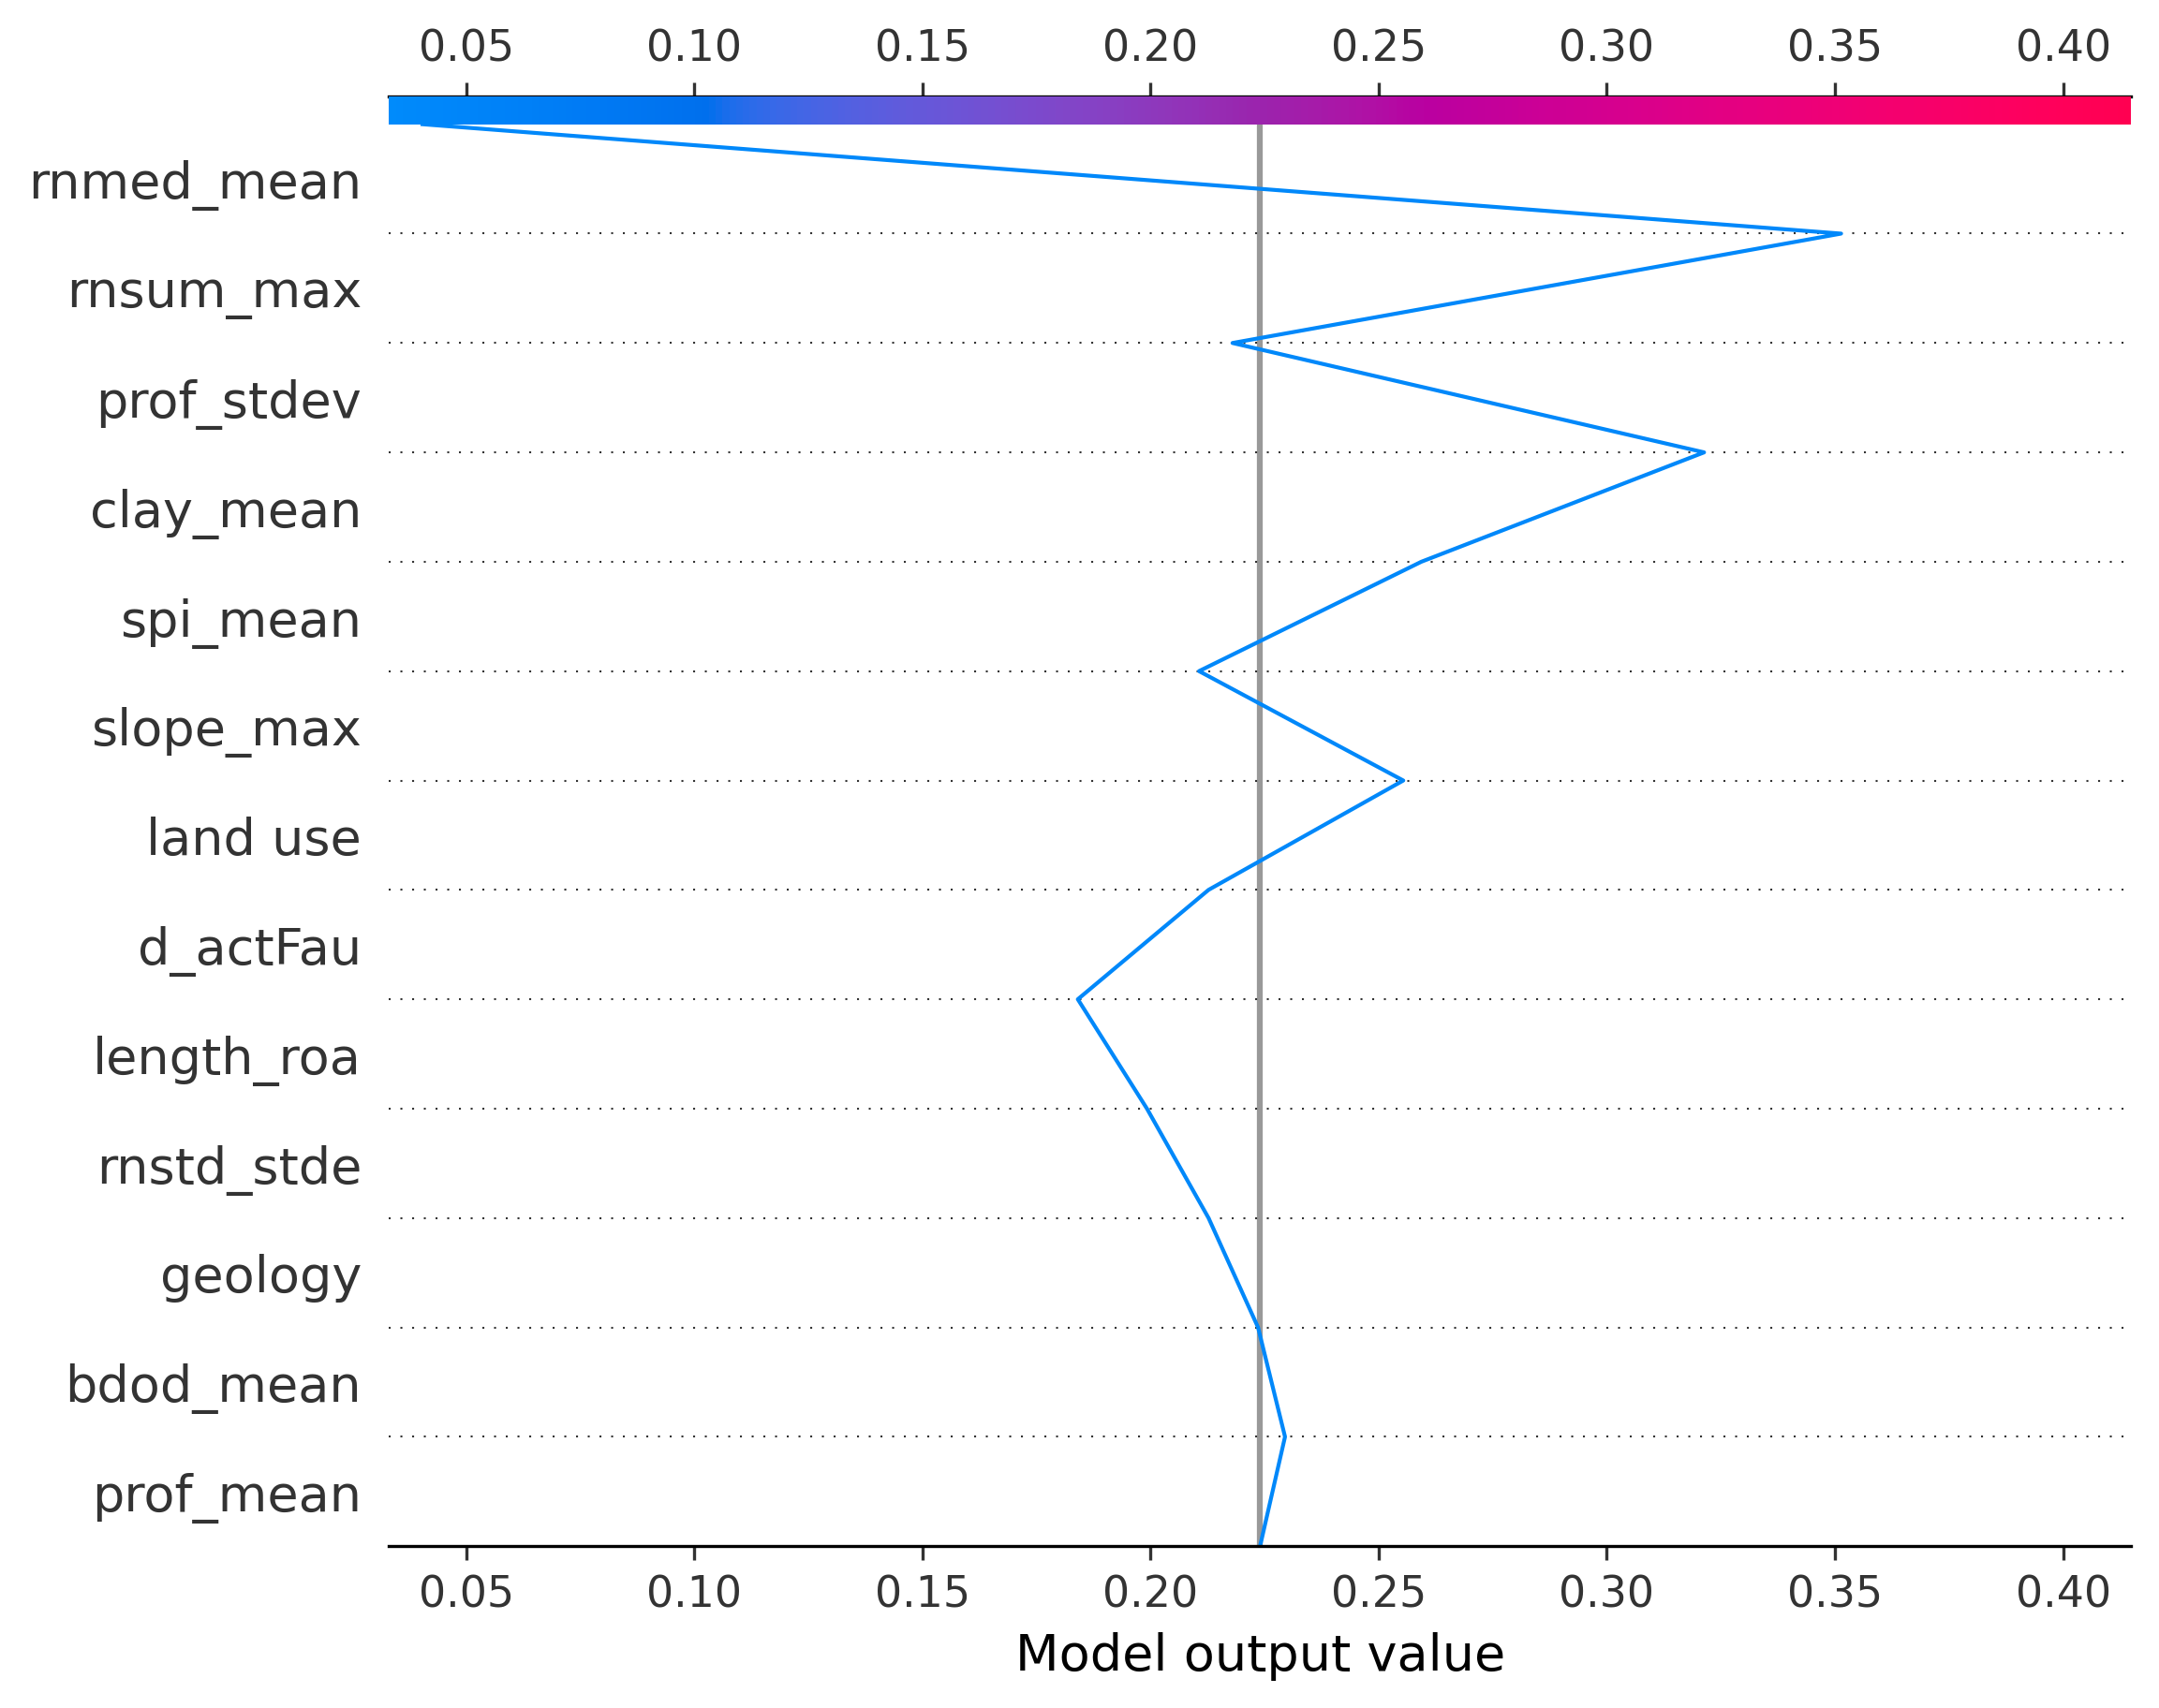 0.05 0.10 0.15 0.20 0.25 0.30 0.35 0.40
rnmed_mean
rnsum_max
prof_stdev
clay_mean
spi_mean
slope_max
land use
d_actFau
length_roa
rnstd_stde
geology
bdod_mean
prof_mean
0.05 0.10 0.15 0.20 0.25 0.30 0.35 0.40
Model output value